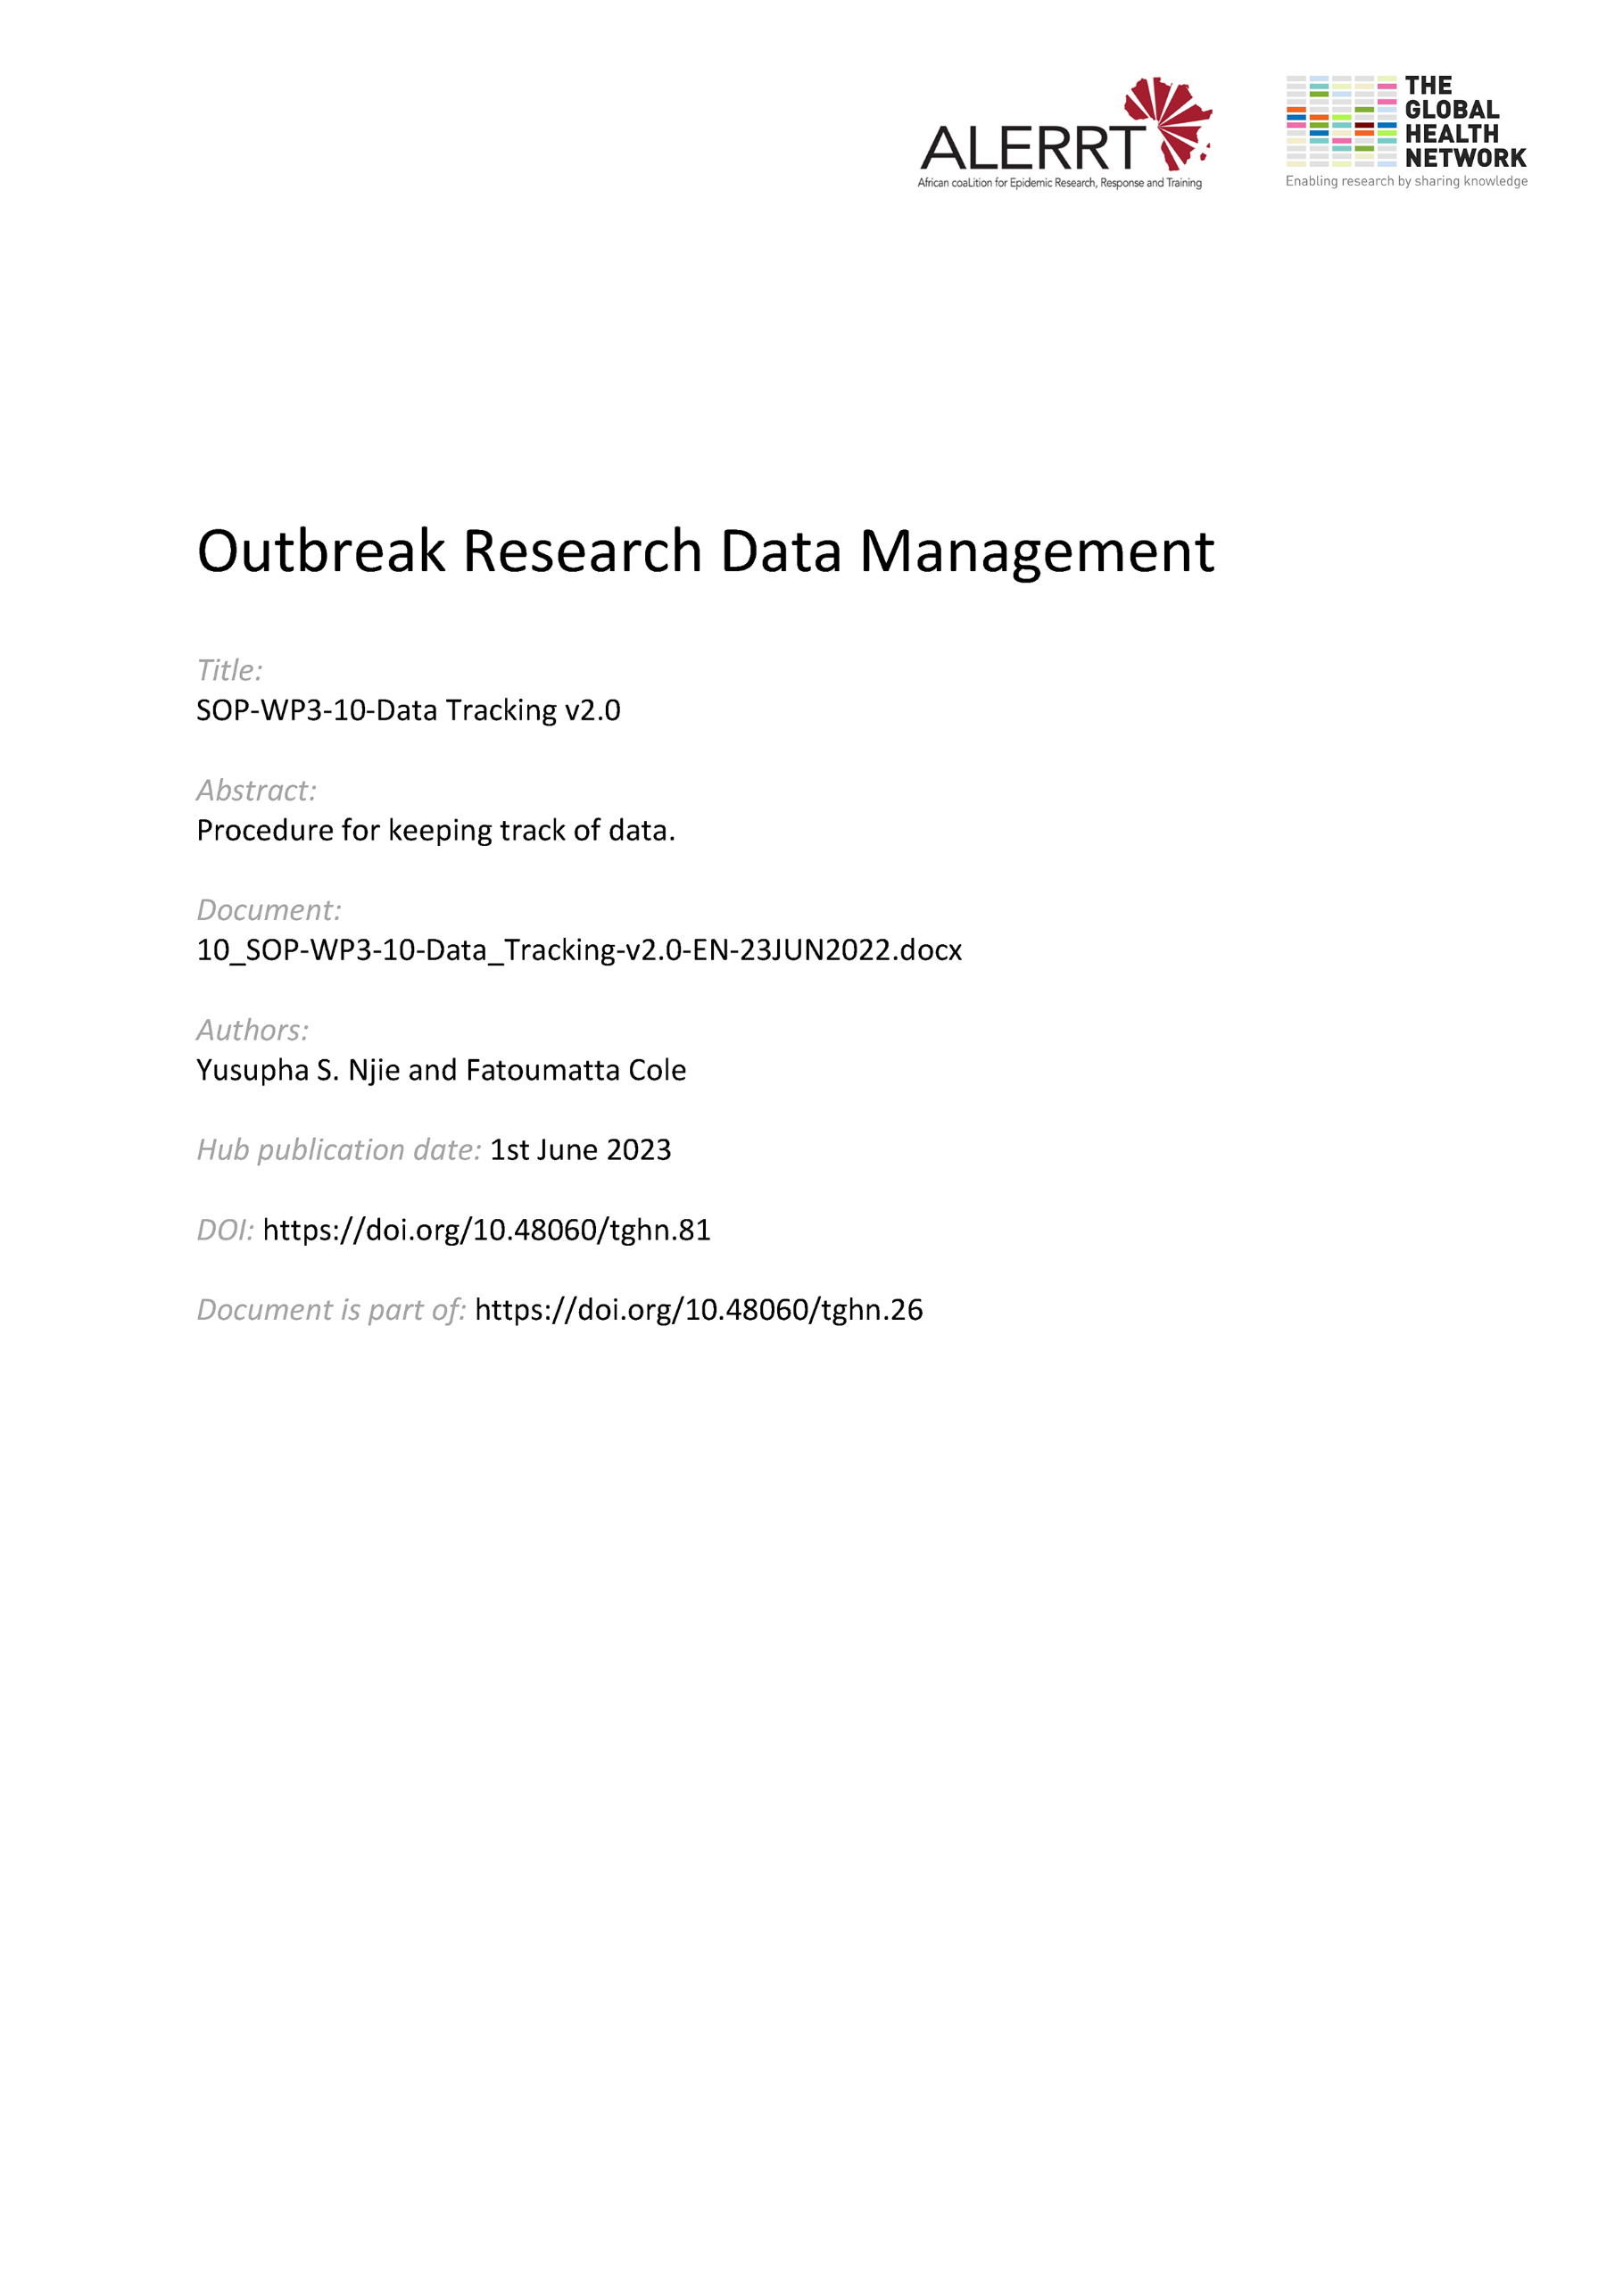 ALERRT
African coaLition for Epidemic Research, Response and Training
THE
GLOBAL
HEALTH
NETWORK
Enabling research by sharing knowledge
Outbreak Research Data Management
Title:
SOP-WP3-10-Data Tracking v2.0
Abstract:
Procedure for keeping track of data.
Document:
10_SOP-WP3-10-Data_Tracking-v2.0-EN-23JUN2022.docx
Authors:
Yusupha S. Njie and Fatoumatta Cole
Hub publication date: 1st June 2023
DOI: https://doi.org/10.48060/tghn.81
Document is part of: https://doi.org/10.48060/tghn.26